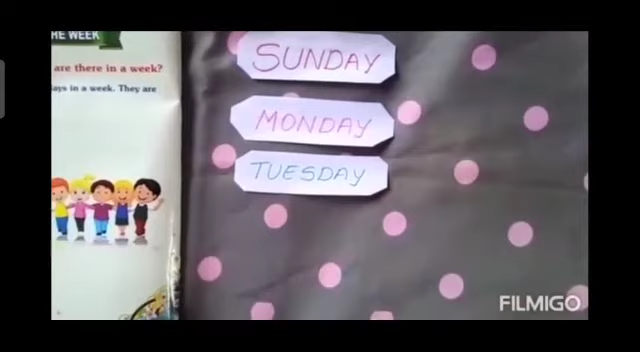 HE WEEK
are there in a week?
ays in a week. They are
SUNDAY
MONDAY
TUESDAY
FILMIGO